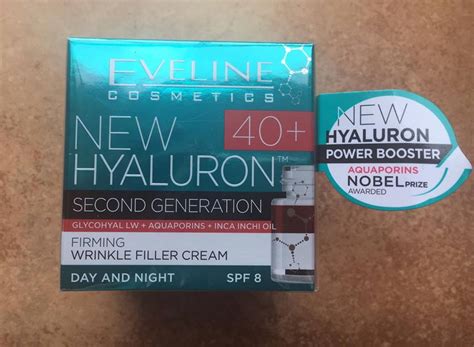 EVELINE
COSMETICS
NEW 40+
HYALURON™
SECOND GENERATION
GLYCOHYAL LW + AQUAPORINS + INCA INCHI OIL
FIRMING
WRINKLE FILLER CREAM
DAY AND NIGHT SPF 8
NEW
HYALURON
POWER BOOSTER
AQUAPORINS
NOBEL PRIZE
AWARDED